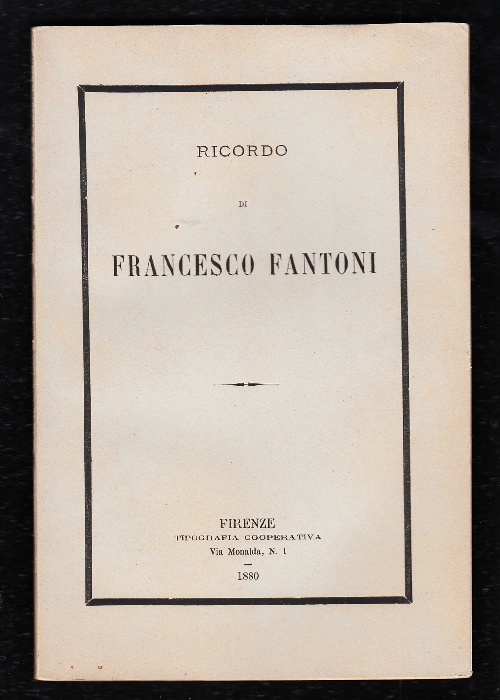 RICORDO
DI
FRANCESCO FANTONI
FIRENZE
TIPOGRAFIA COOPERATIVA
Via Monalda, N. 1
1880